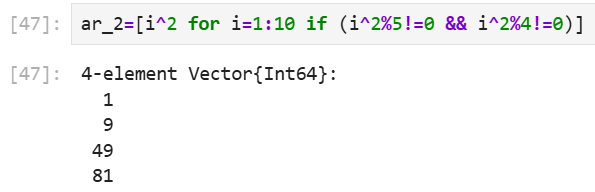 [47]: ar_2=[i^2 for i=1:10 if (i^2%5!=0 && i^2%4!=0)]
[47]: 4-element Vector{Int64}:
1
9
49
81